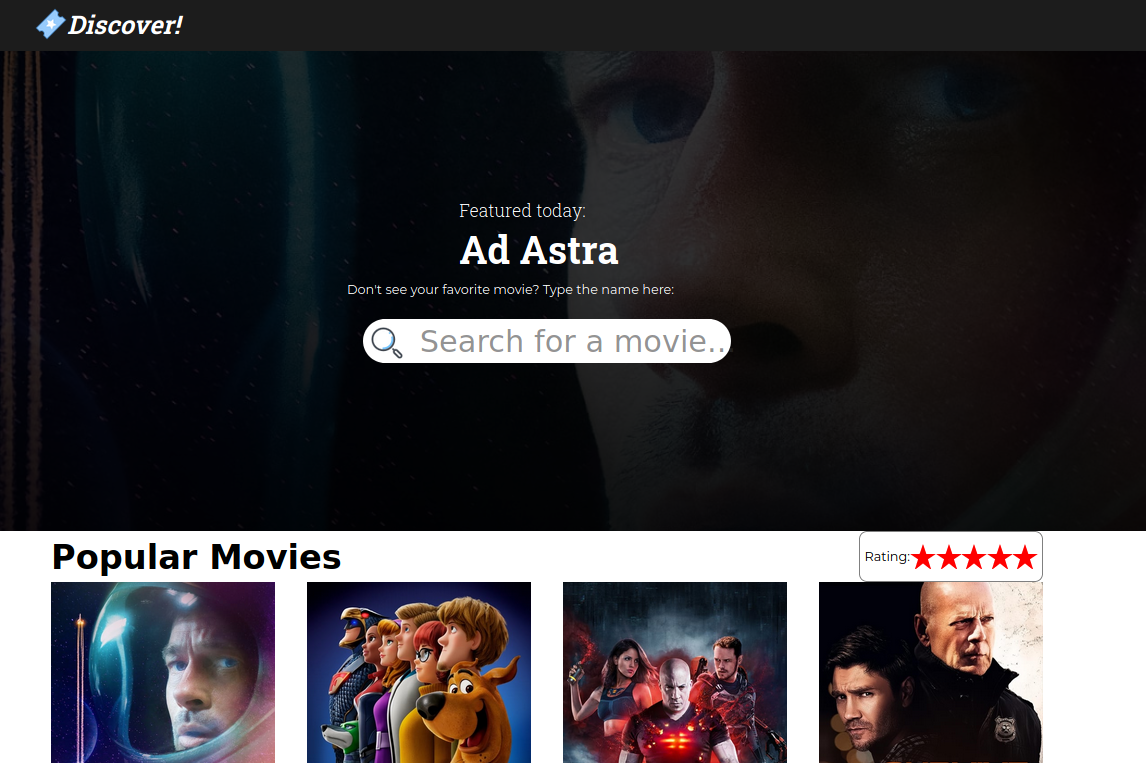 Discover!
Featured today:
Ad Astra
Don't see your favorite movie? Type the name here:
Search for a movie..
Popular Movies
Rating: